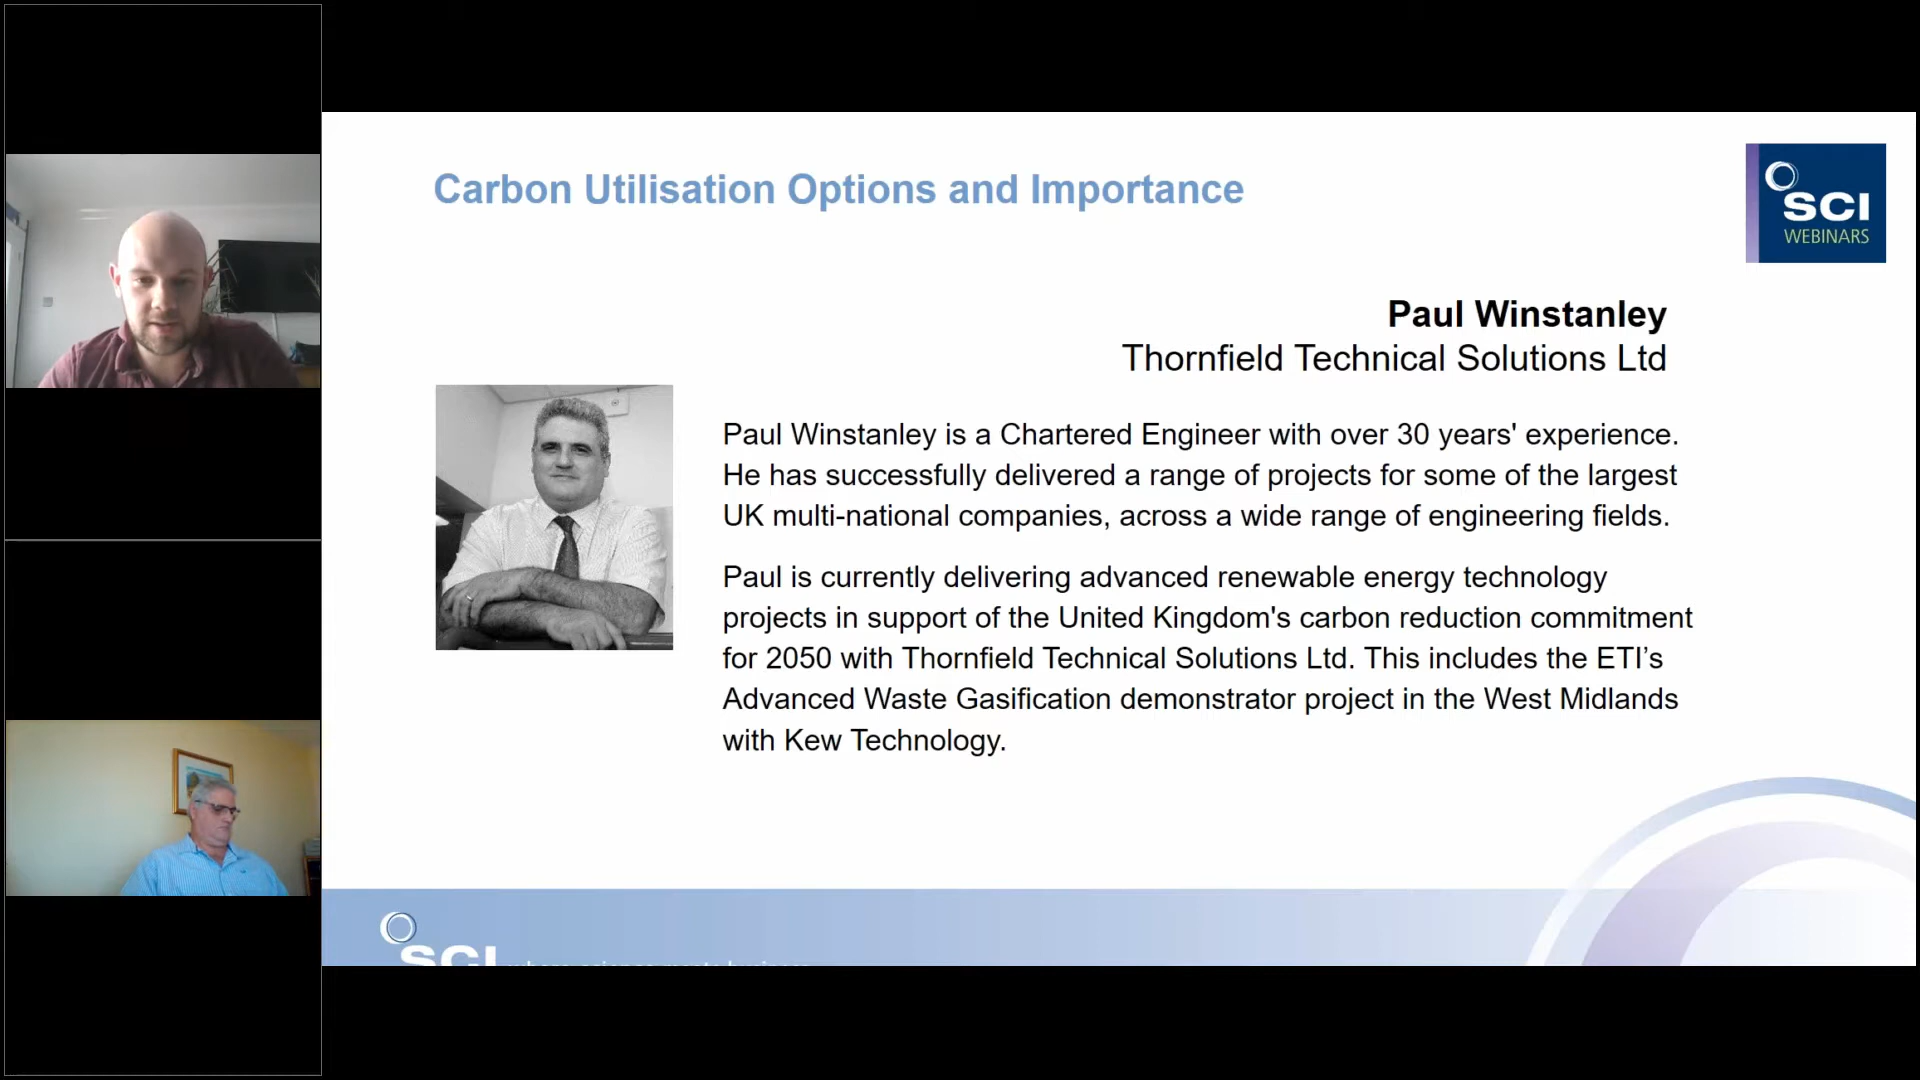 Carbon Utilisation Options and Importance
SCI
WEBINARS
Paul Winstanley
Thornfield Technical Solutions Ltd
Paul Winstanley is a Chartered Engineer with over 30 years' experience.
He has successfully delivered a range of projects for some of the largest
UK multi-national companies, across a wide range of engineering fields.
Paul is currently delivering advanced renewable energy technology
projects in support of the United Kingdom's carbon reduction commitment
for 2050 with Thornfield Technical Solutions Ltd. This includes the ETI’s
Advanced Waste Gasification demonstrator project in the West Midlands
with Kew Technology.
SCI